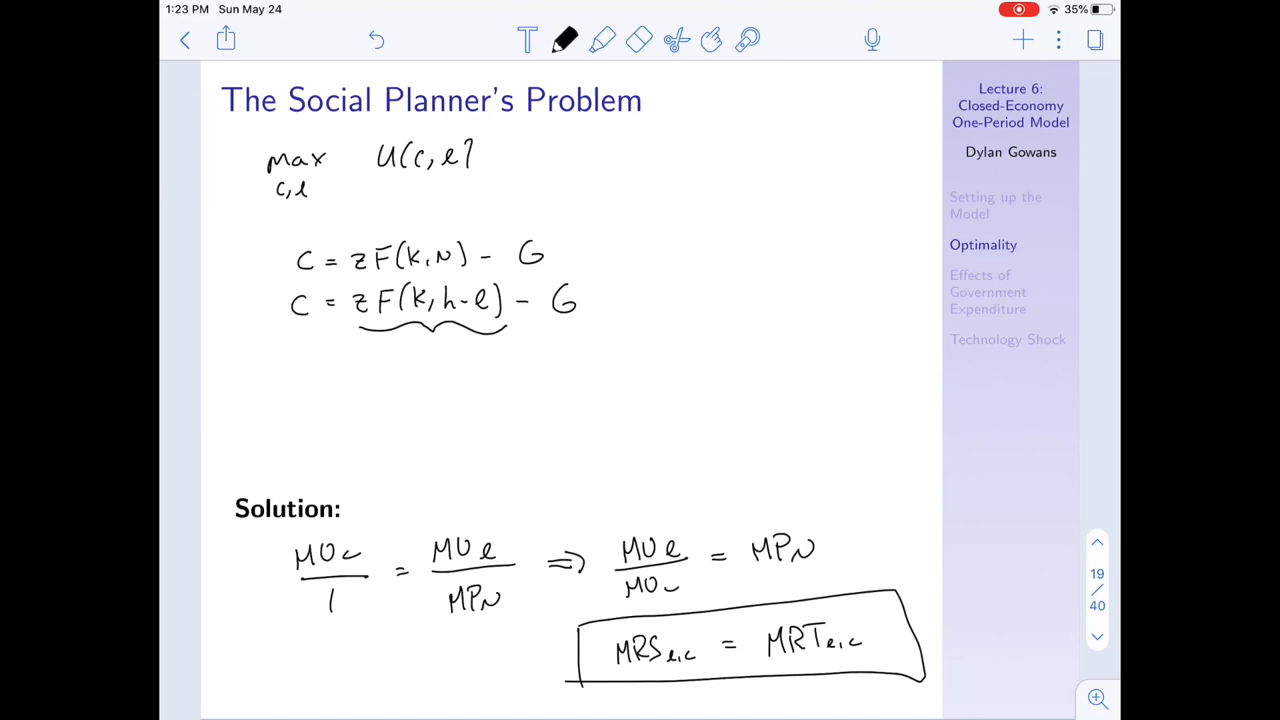 1:23 PM Sun May 24
35%
The Social Planner's Problem
max U(c, l)
c, l
C = zF(K, N) - G
C = zF(K, h-l) - G
Solution:
MUc / 1 = MUl / MPN ⇒ MUl / MUc = MPN
MRSl,c = MRTl,c
Lecture 6:
Closed-Economy
One-Period Model
Dylan Gowans
Setting up the
Model
Optimality
Effects of
Government
Expenditure
Technology Shock
19
/
40